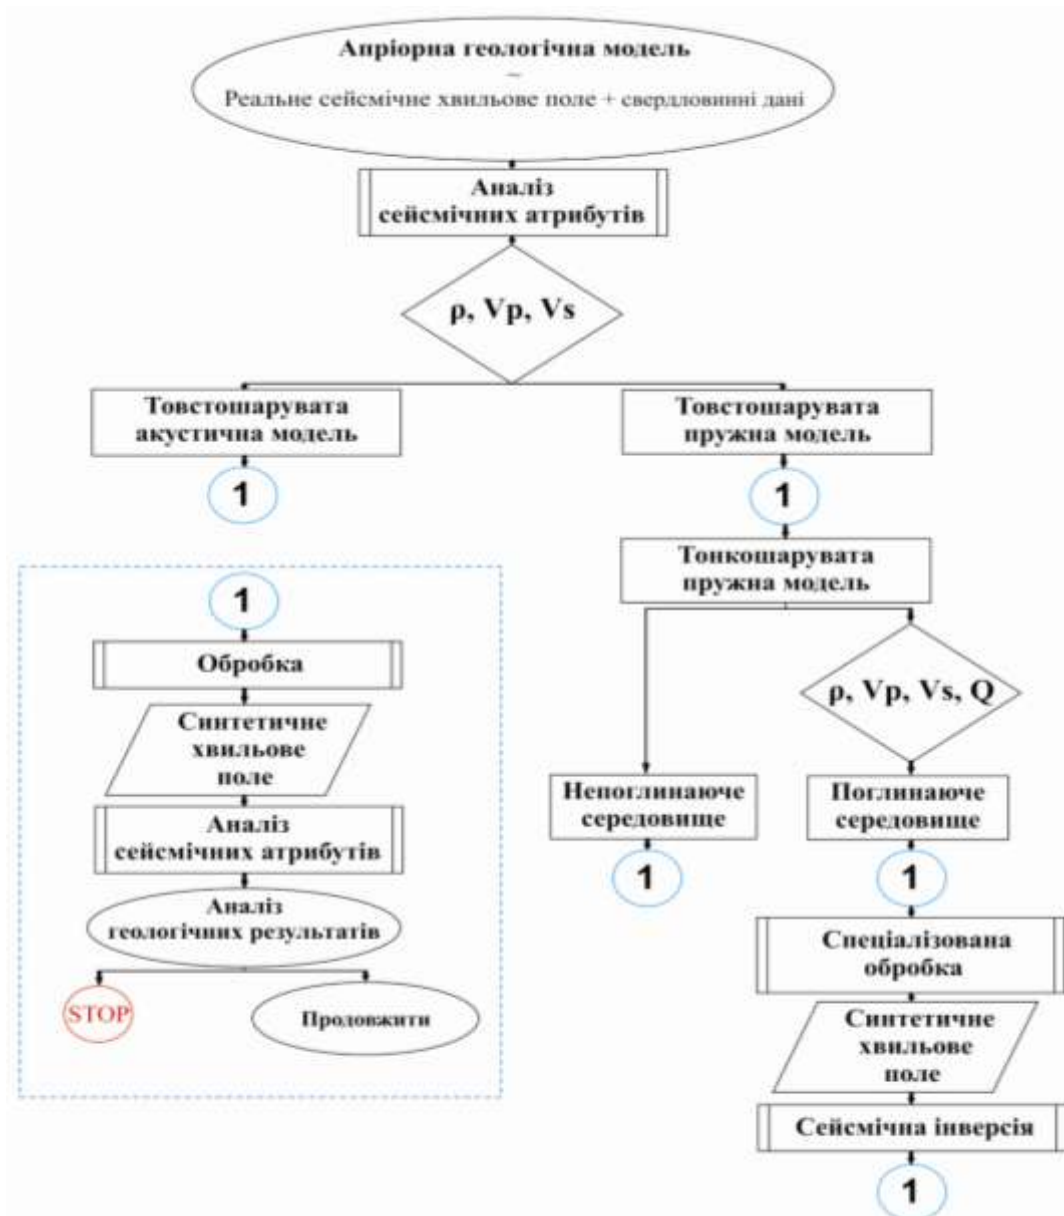 Апріорна геологічна модель
~
Реальне сейсмічне хвильове поле + свердловинні дані
Аналіз
сейсмічних атрибутів
ρ, Vp, Vs
Товстошарувата
акустична модель
1
Товстошарувата
пружна модель
1
Тонкошарувата
пружна модель
ρ, Vp, Vs, Q
Непоглинаюче
середовище
1
Поглинаюче
середовище
1
Спеціалізована
обробка
Синтетичне
хвильове
поле
Сейсмічна інверсія
1
1
Обробка
Синтетичне
хвильове
поле
Аналіз
сейсмічних атрибутів
Аналіз
геологічних результатів
STOP
Продовжити